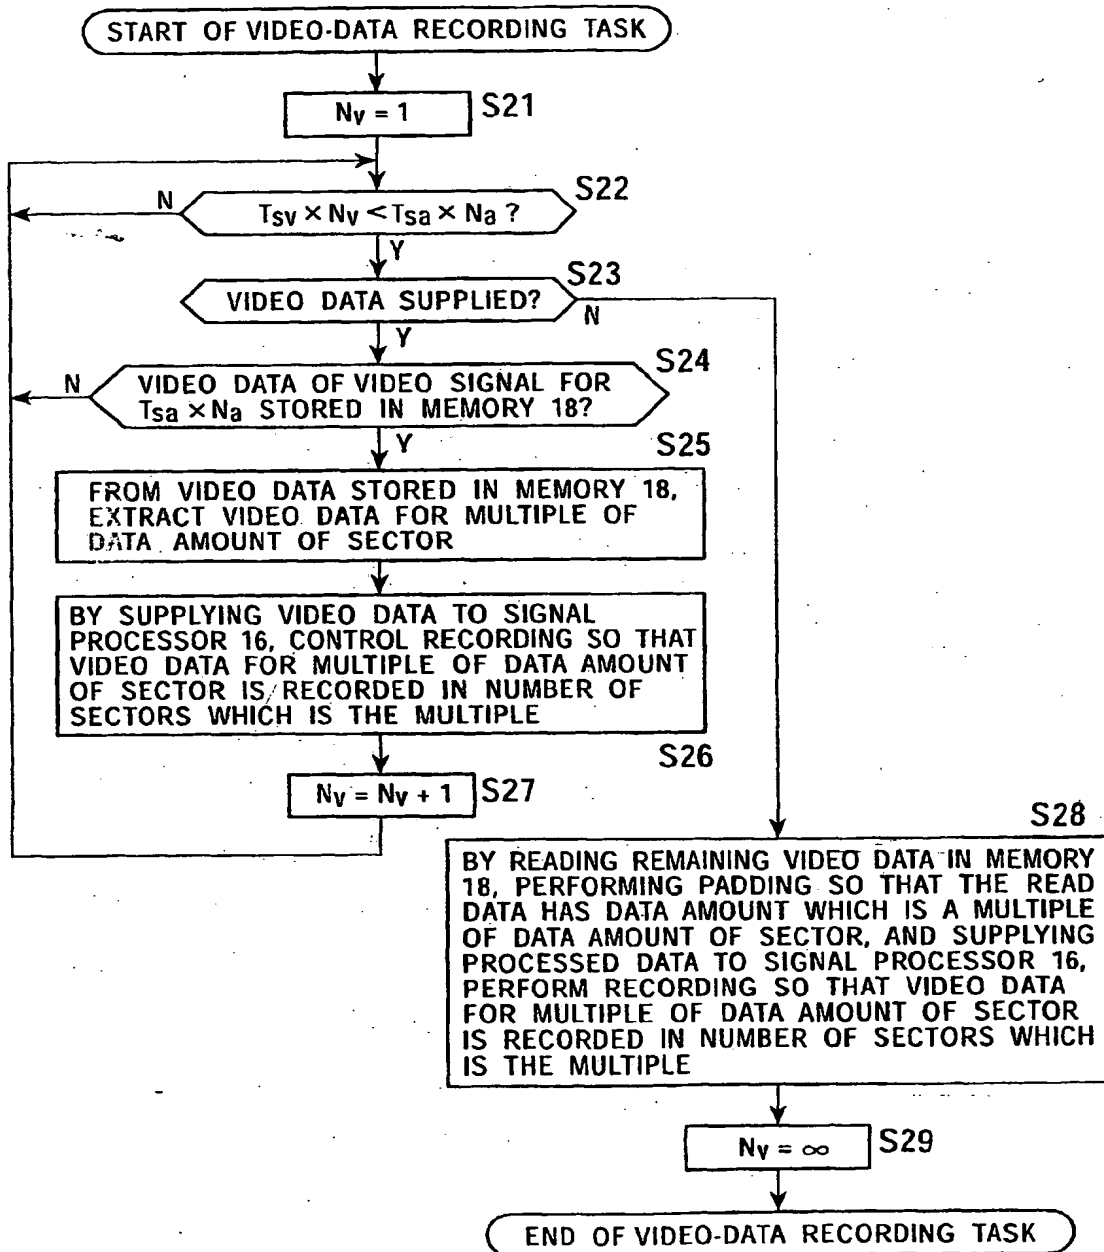 START OF VIDEO-DATA RECORDING TASK
Nv = 1
S21
S22
N
Tsv × Nv < Tsa × Na ?
Y
S23
VIDEO DATA SUPPLIED?
N
Y
S24
N
VIDEO DATA OF VIDEO SIGNAL FOR
Tsa × Na STORED IN MEMORY 18?
Y
S25
FROM VIDEO DATA STORED IN MEMORY 18,
EXTRACT VIDEO DATA FOR MULTIPLE OF
DATA AMOUNT OF SECTOR
BY SUPPLYING VIDEO DATA TO SIGNAL
PROCESSOR 16, CONTROL RECORDING SO THAT
VIDEO DATA FOR MULTIPLE OF DATA AMOUNT
OF SECTOR IS RECORDED IN NUMBER OF
SECTORS WHICH IS THE MULTIPLE
S26
Nv = Nv + 1
S27
S28
BY READING REMAINING VIDEO DATA IN MEMORY
18, PERFORMING PADDING SO THAT THE READ
DATA HAS DATA AMOUNT WHICH IS A MULTIPLE
OF DATA AMOUNT OF SECTOR, AND SUPPLYING
PROCESSED DATA TO SIGNAL PROCESSOR 16,
PERFORM RECORDING SO THAT VIDEO DATA
FOR MULTIPLE OF DATA AMOUNT OF SECTOR
IS RECORDED IN NUMBER OF SECTORS WHICH
IS THE MULTIPLE
Nv = ∞
S29
END OF VIDEO-DATA RECORDING TASK